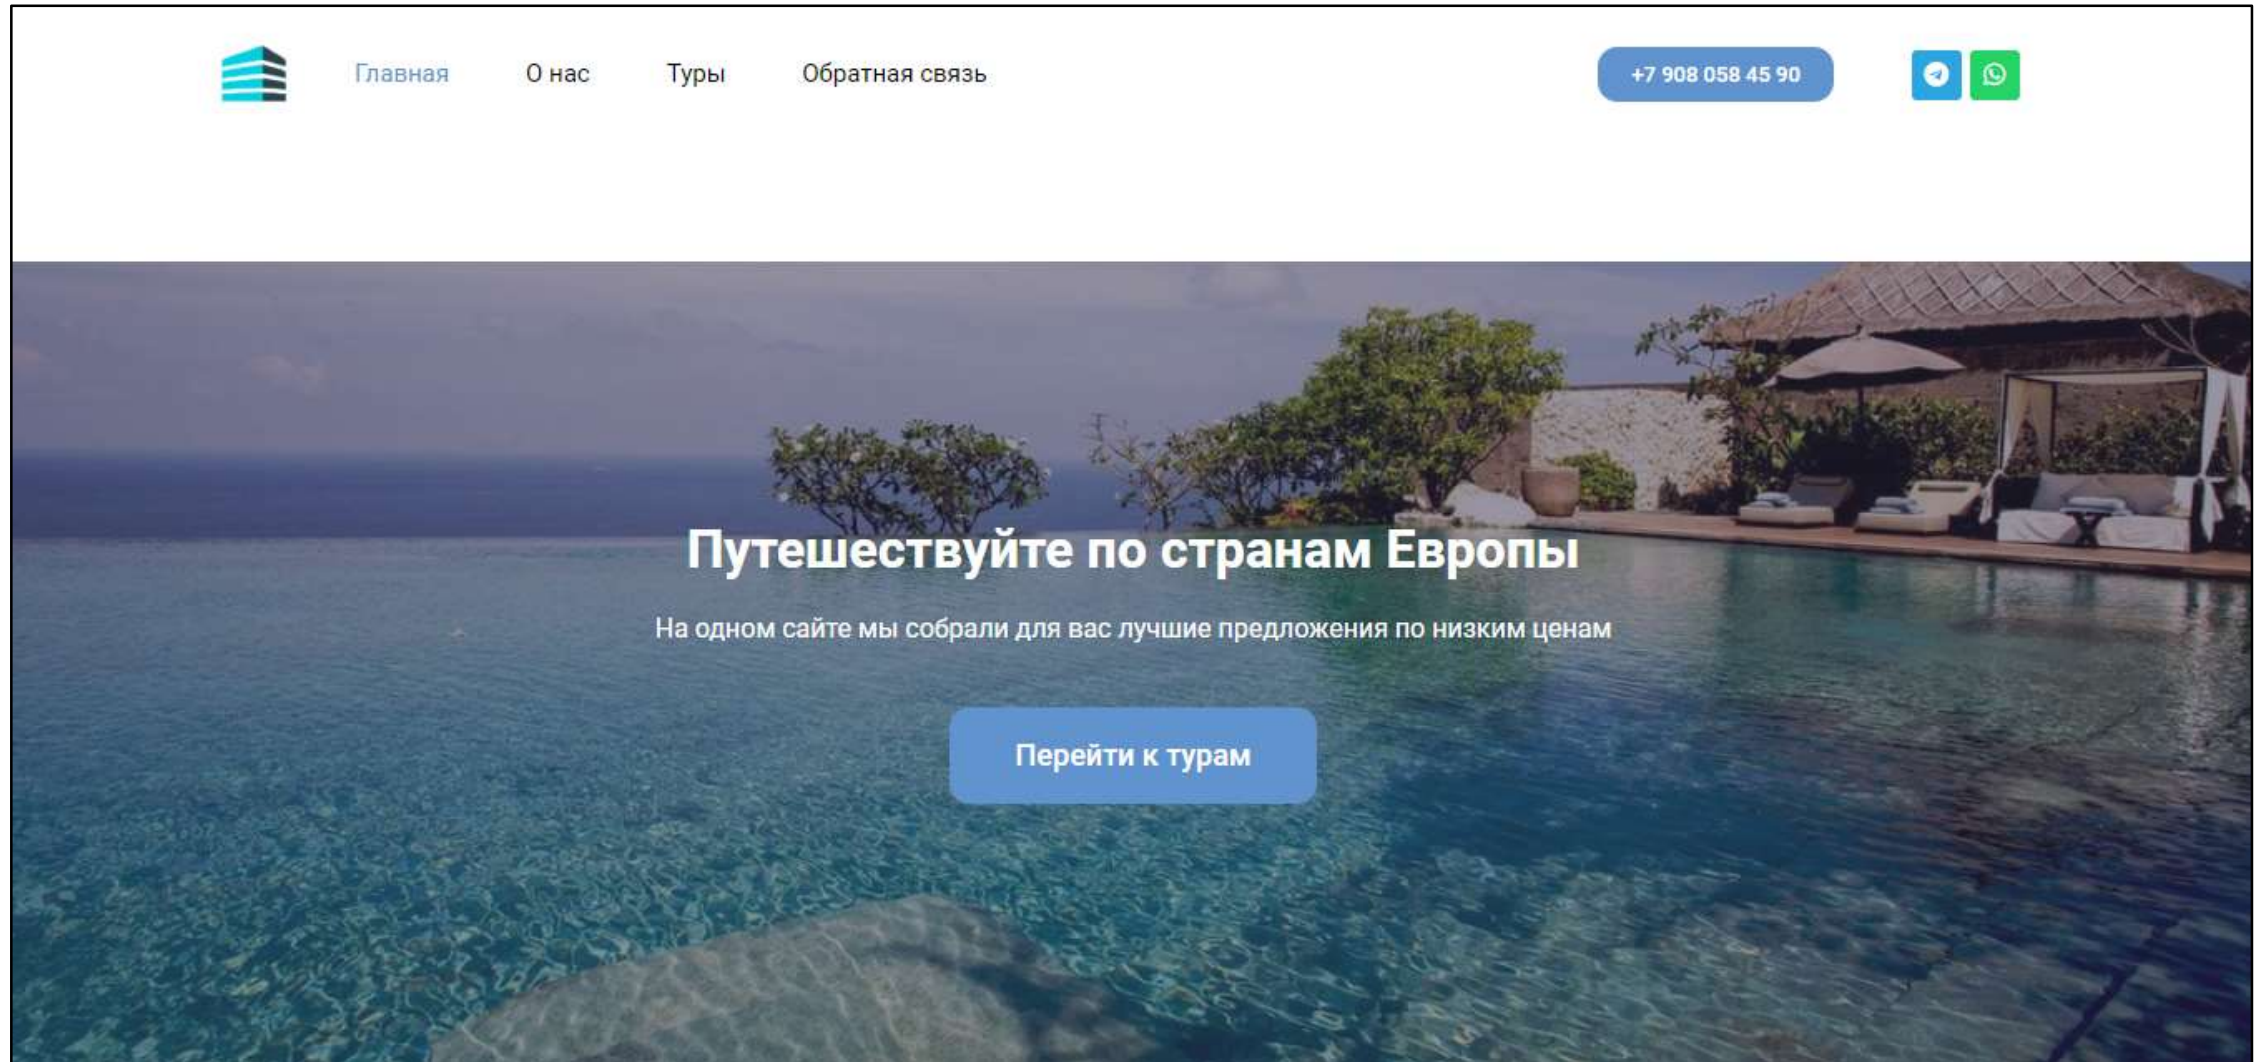 Главная О нас Туры Обратная связь +7 908 058 45 90
Путешествуйте по странам Европы
На одном сайте мы собрали для вас лучшие предложения по низким ценам
Перейти к турам